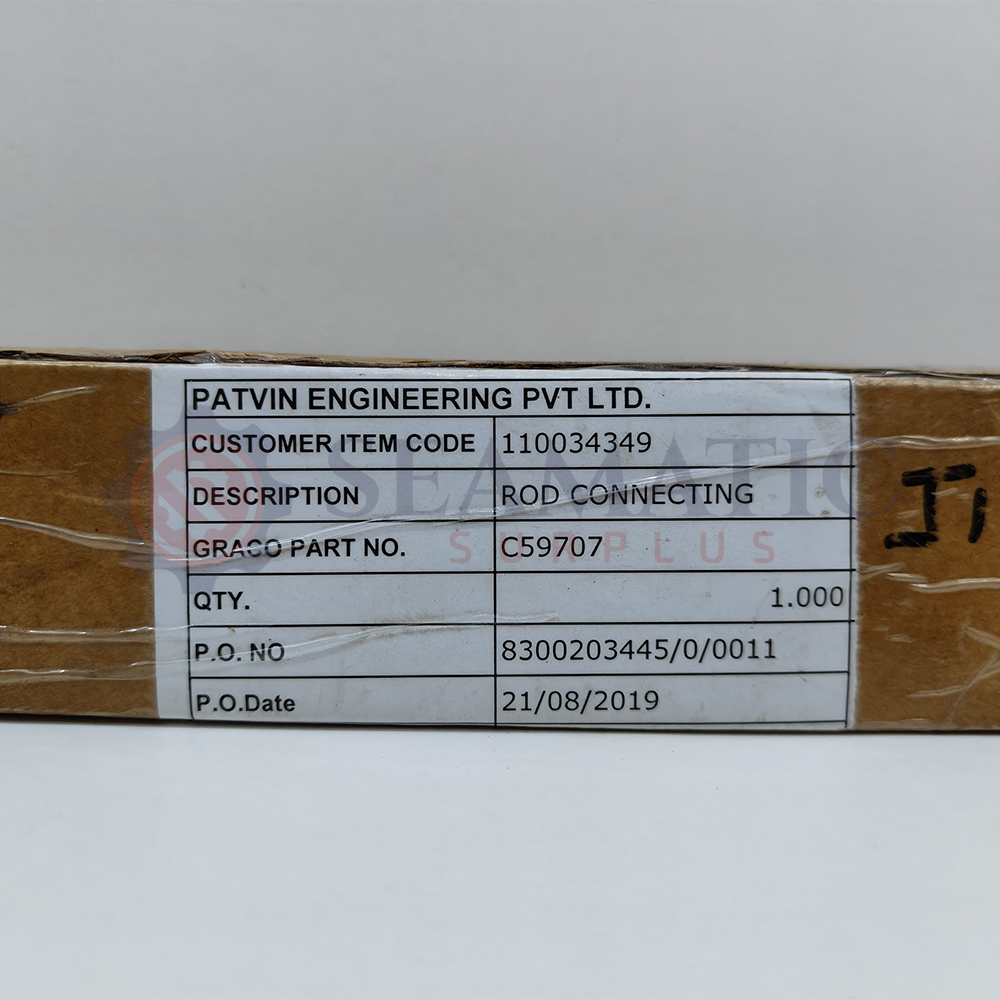 PATVIN ENGINEERING PVT LTD.
CUSTOMER ITEM CODE 110034349
DESCRIPTION ROD CONNECTING
GRACO PART NO. C59707
QTY. 1.000
P.O. NO 8300203445/0/0011
P.O.Date 21/08/2019
SEAMATIC
SURPLUS